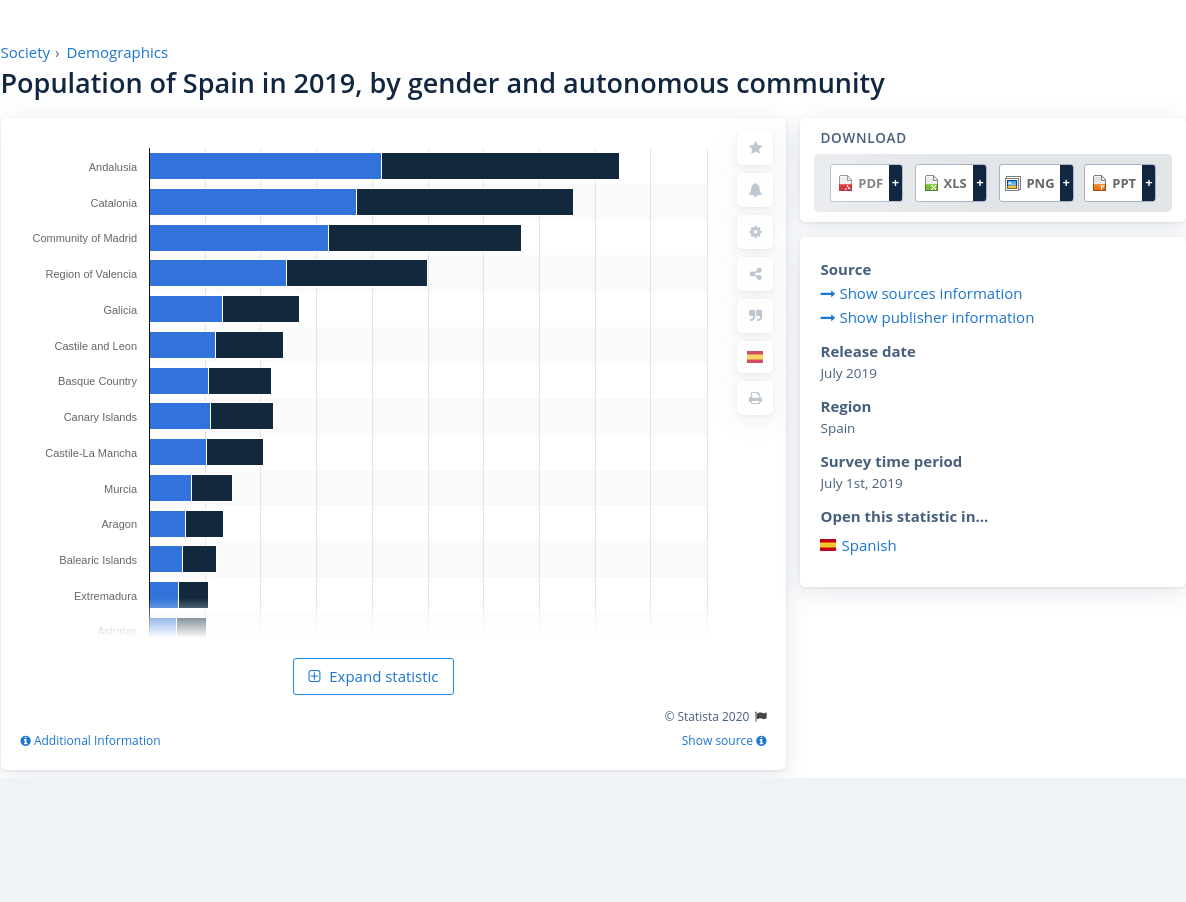 Society › Demographics
Population of Spain in 2019, by gender and autonomous community
Andalusia
Catalonia
Community of Madrid
Region of Valencia
Galicia
Castile and Leon
Basque Country
Canary Islands
Castile-La Mancha
Murcia
Aragon
Balearic Islands
Extremadura
Asturias
Expand statistic
© Statista 2020
Additional Information
Show source
DOWNLOAD
PDF + XLS + PNG + PPT +
Source
Show sources information
Show publisher information
Release date
July 2019
Region
Spain
Survey time period
July 1st, 2019
Open this statistic in...
Spanish